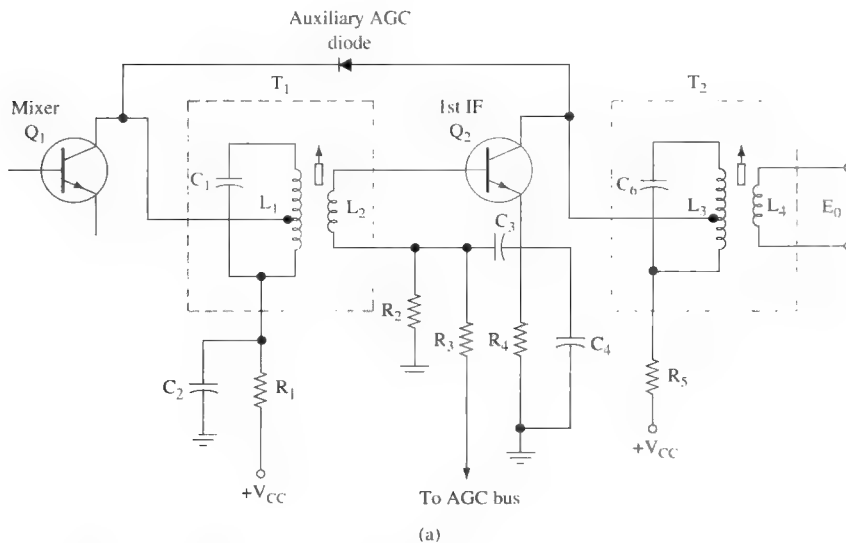 Auxiliary AGC
diode
T1
T2
Mixer
Q1
1st IF
Q2
C1
L1
L2
C3
C6
L3
L4
E0
R2
R3
R4
C4
C2
R1
R5
+VCC
+VCC
To AGC bus
(a)